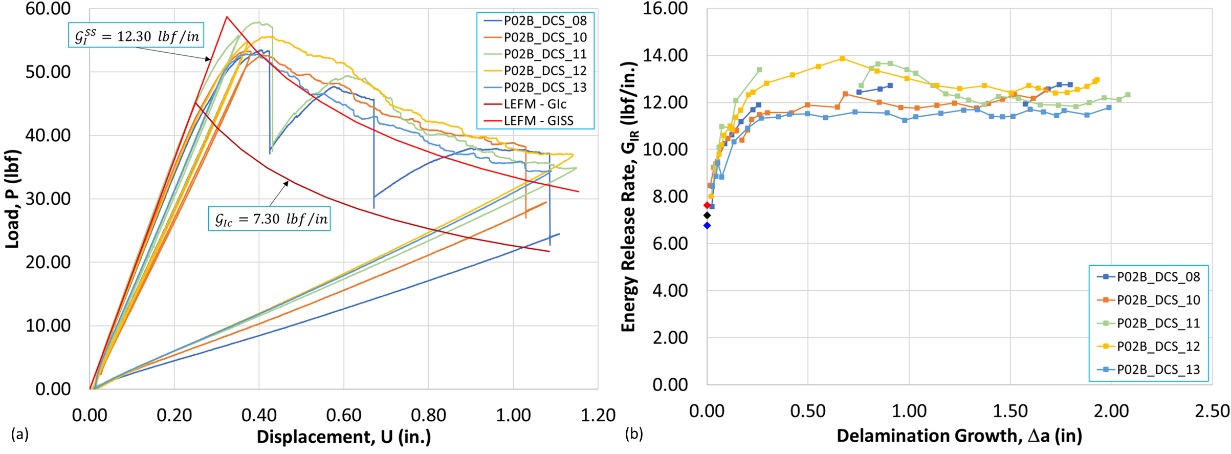 60.00
50.00
40.00
30.00
20.00
10.00
0.00
Load, P (lbf)
0.00 0.20 0.40 0.60 0.80 1.00 1.20
Displacement, U (in.)
(a)
𝒢_I^SS = 12.30 lbf/in
𝒢_Ic = 7.30 lbf/in
P02B_DCS_08
P02B_DCS_10
P02B_DCS_11
P02B_DCS_12
P02B_DCS_13
LEFM - GIc
LEFM - GISS
16.00
14.00
12.00
10.00
8.00
6.00
4.00
2.00
0.00
Energy Release Rate, G_IR (lbf/in.)
0.00 0.50 1.00 1.50 2.00 2.50
Delamination Growth, Δa (in)
(b)
P02B_DCS_08
P02B_DCS_10
P02B_DCS_11
P02B_DCS_12
P02B_DCS_13